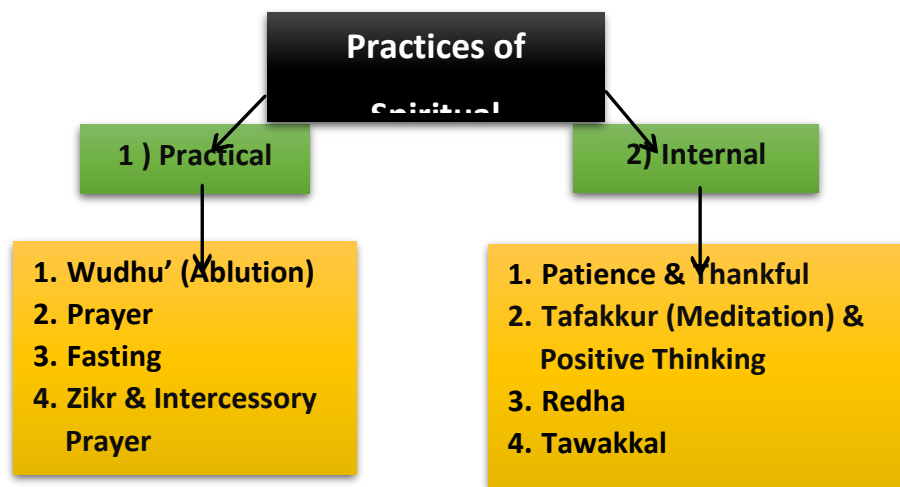 Practices of
Spiritual
1 ) Practical
2) Internal
1. Wudhu’ (Ablution)
2. Prayer
3. Fasting
4. Zikr & Intercessory
Prayer
1. Patience & Thankful
2. Tafakkur (Meditation) &
Positive Thinking
3. Redha
4. Tawakkal